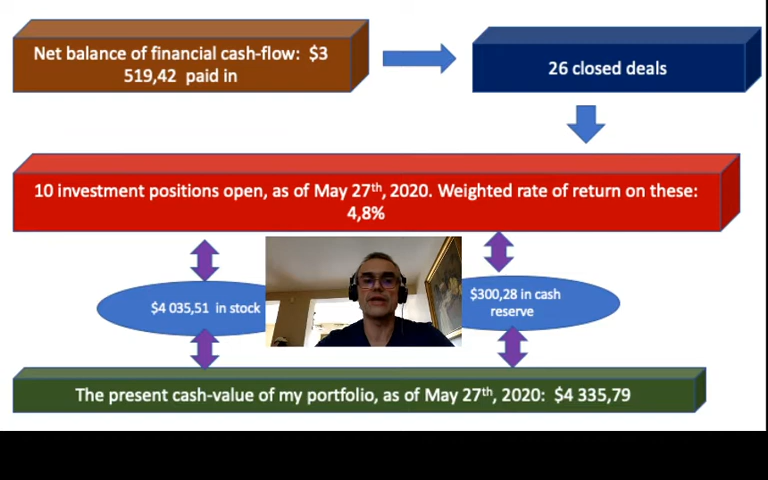 Net balance of financial cash-flow: $3
519,42 paid in
26 closed deals
10 investment positions open, as of May 27th, 2020. Weighted rate of return on these:
4,8%
$4 035,51 in stock
$300,28 in cash
reserve
The present cash-value of my portfolio, as of May 27th, 2020: $4 335,79